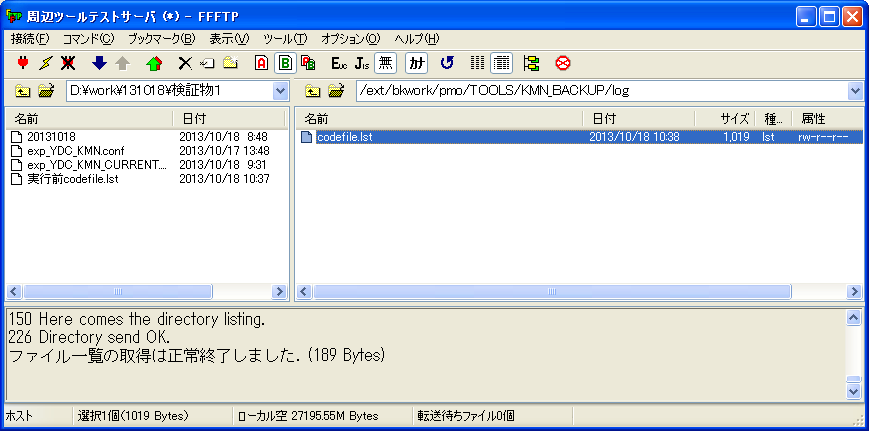 周辺ツールテストサーバ (*) - FFFTP
接続(F) コマンド(C) ブックマーク(B) 表示(V) ツール(T) オプション(O) ヘルプ(H)
A B EUC JIS 無 カナ
D:¥work¥131018¥検証物1 /ext/bkwork/pmo/TOOLS/KMN_BACKUP/log
名前 日付
20131018 2013/10/18 8:48
exp_YDC_KMN.conf 2013/10/17 13:48
exp_YDC_KMN_CURRENT.... 2013/10/18 9:31
実行前codefile.lst 2013/10/18 10:37
名前 日付 サイズ 種... 属性
codefile.lst 2013/10/18 10:38 1,019 lst rw-r--r--
150 Here comes the directory listing.
226 Directory send OK.
ファイル一覧の取得は正常終了しました. (189 Bytes)
ホスト 選択1個(1019 Bytes) ローカル空 27195.55M Bytes 転送待ちファイル0個